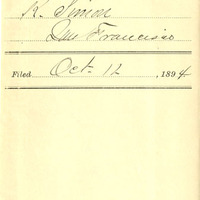 R. Simon
San Francisco
Filed Oct. 12, 1894